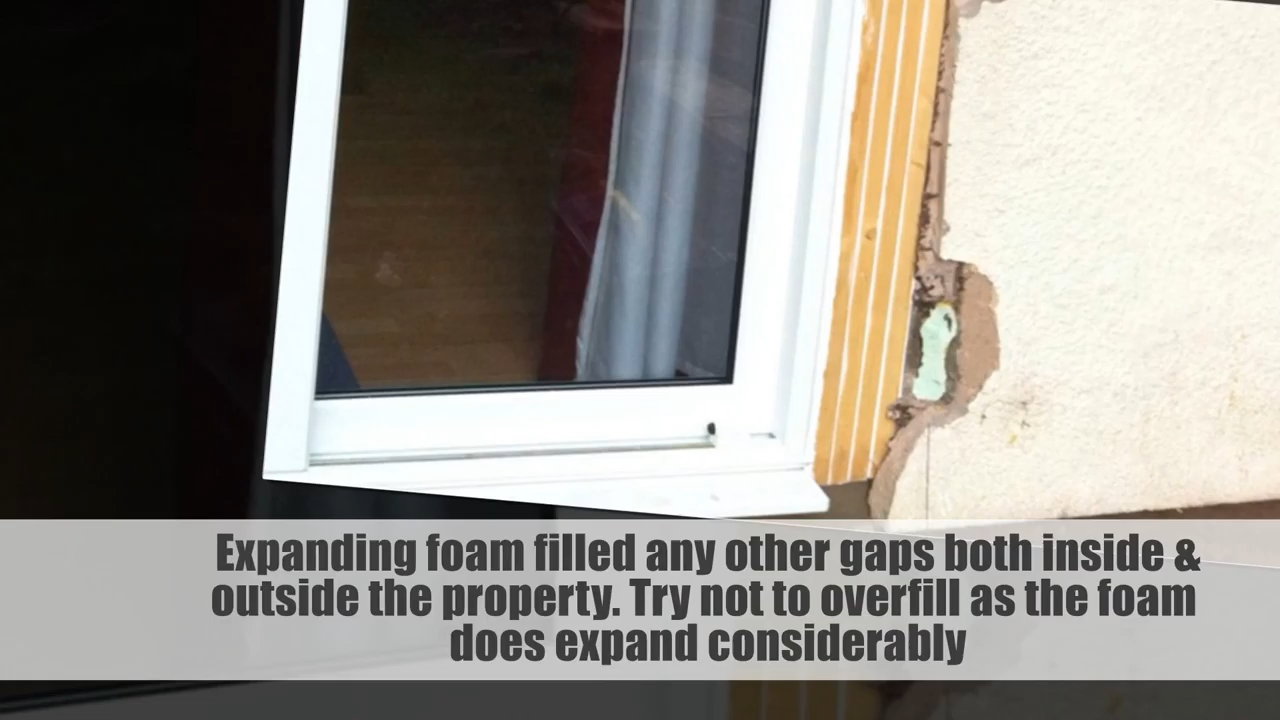 Expanding foam filled any other gaps both inside &
outside the property. Try not to overfill as the foam
does expand considerably